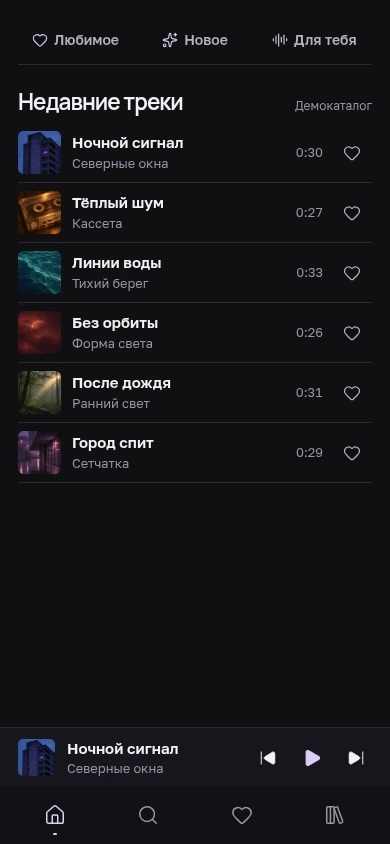 Любимое
Новое
Для тебя
Недавние треки
Демокаталог
Ночной сигнал
Северные окна
0:30
Тёплый шум
Кассета
0:27
Линии воды
Тихий берег
0:33
Без орбиты
Форма света
0:26
После дождя
Ранний свет
0:31
Город спит
Сетчатка
0:29
Ночной сигнал
Северные окна